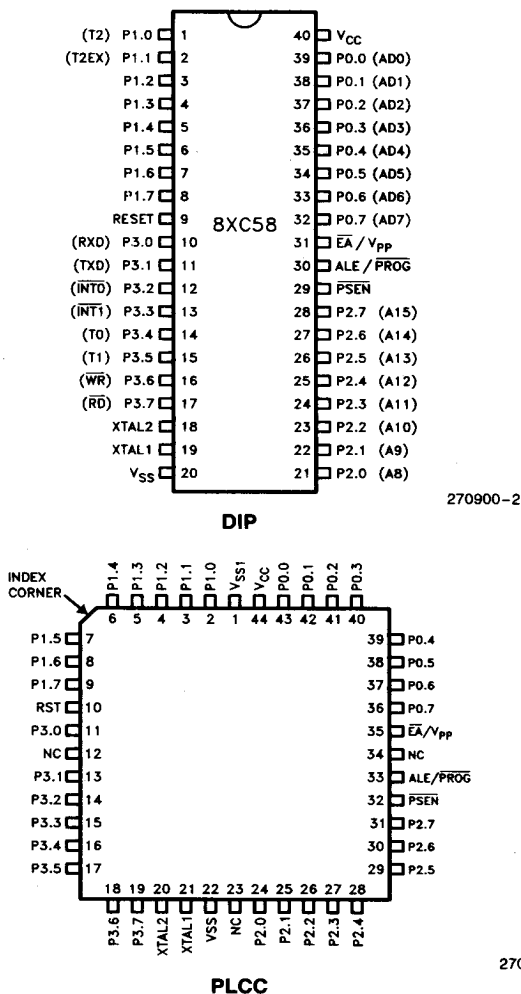 (T2) P1.0 1 40 VCC
(T2EX) P1.1 2 39 P0.0 (AD0)
P1.2 3 38 P0.1 (AD1)
P1.3 4 37 P0.2 (AD2)
P1.4 5 36 P0.3 (AD3)
P1.5 6 35 P0.4 (AD4)
P1.6 7 34 P0.5 (AD5)
P1.7 8 33 P0.6 (AD6)
RESET 9 32 P0.7 (AD7)
8XC58
(RXD) P3.0 10 31 E̅A̅/VPP
(TXD) P3.1 11 30 ALE/P̅R̅O̅G̅
(I̅N̅T̅0̅) P3.2 12 29 P̅S̅E̅N̅
(I̅N̅T̅1̅) P3.3 13 28 P2.7 (A15)
(T0) P3.4 14 27 P2.6 (A14)
(T1) P3.5 15 26 P2.5 (A13)
(W̅R̅) P3.6 16 25 P2.4 (A12)
(R̅D̅) P3.7 17 24 P2.3 (A11)
XTAL2 18 23 P2.2 (A10)
XTAL1 19 22 P2.1 (A9)
VSS 20 21 P2.0 (A8)
270900-2
DIP
INDEX
CORNER
P1.4 P1.3 P1.2 P1.1 P1.0 VSS1 VCC P0.0 P0.1 P0.2 P0.3
6 5 4 3 2 1 44 43 42 41 40
P1.5 7 39 P0.4
P1.6 8 38 P0.5
P1.7 9 37 P0.6
RST 10 36 P0.7
P3.0 11 35 E̅A̅/VPP
NC 12 34 NC
P3.1 13 33 ALE/P̅R̅O̅G̅
P3.2 14 32 P̅S̅E̅N̅
P3.3 15 31 P2.7
P3.4 16 30 P2.6
P3.5 17 29 P2.5
18 19 20 21 22 23 24 25 26 27 28
P3.6 P3.7 XTAL2 XTAL1 VSS NC P2.0 P2.1 P2.2 P2.3 P2.4
270
PLCC